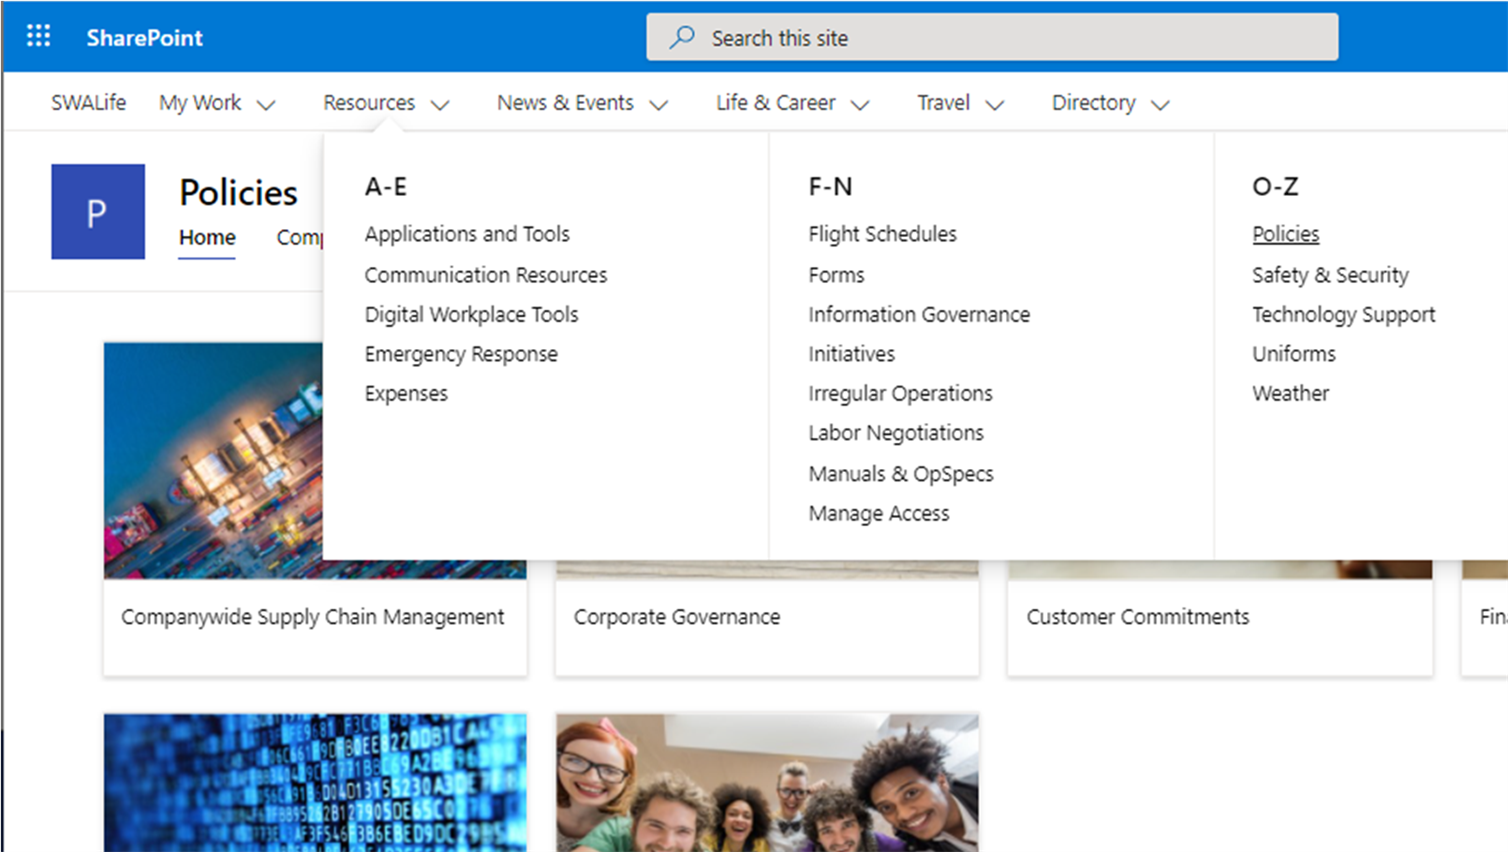 SharePoint
Search this site
SWALife
My Work
Resources
News & Events
Life & Career
Travel
Directory
P
Policies
Home
A-E
Applications and Tools
Communication Resources
Digital Workplace Tools
Emergency Response
Expenses
F-N
Flight Schedules
Forms
Information Governance
Initiatives
Irregular Operations
Labor Negotiations
Manuals & OpSpecs
Manage Access
O-Z
Policies
Safety & Security
Technology Support
Uniforms
Weather
Companywide Supply Chain Management
Corporate Governance
Customer Commitments